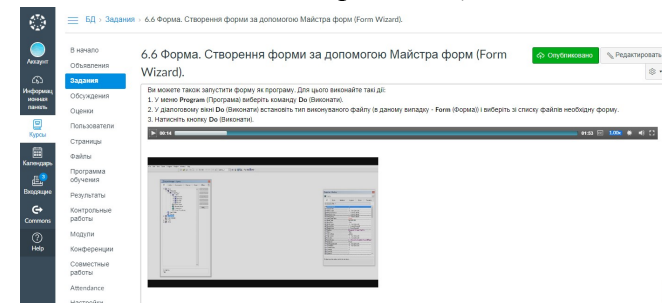 БД › Задания › 6.6 Форма. Створення форми за допомогою Майстра форм (Form Wizard).
Аккаунт
Информац
ионная
панель
Курсы
Календарь
3
Входящие
Commons
Help
В начало
Объявления
Задания
Обсуждения
Оценки
Пользователи
Страницы
Файлы
Программа
обучения
Результаты
Контрольные
работы
Модули
Конференции
Совместные
работы
Attendance
Настройки
6.6 Форма. Створення форми за допомогою Майстра форм (Form
Wizard).
Опубликовано
Редактировать
Ви можете також запустити форму як програму. Для цього виконайте такі дії:
1. У меню Program (Програма) виберіть команду Do (Виконати).
2. У діалоговому вікні Do (Виконати) встановіть тип виконуваного файлу (в даному випадку - Form (Форма)) і виберіть зі списку файлів необхідну форму.
3. Натисніть кнопку Do (Виконати).
00:14
01:53
1.00x